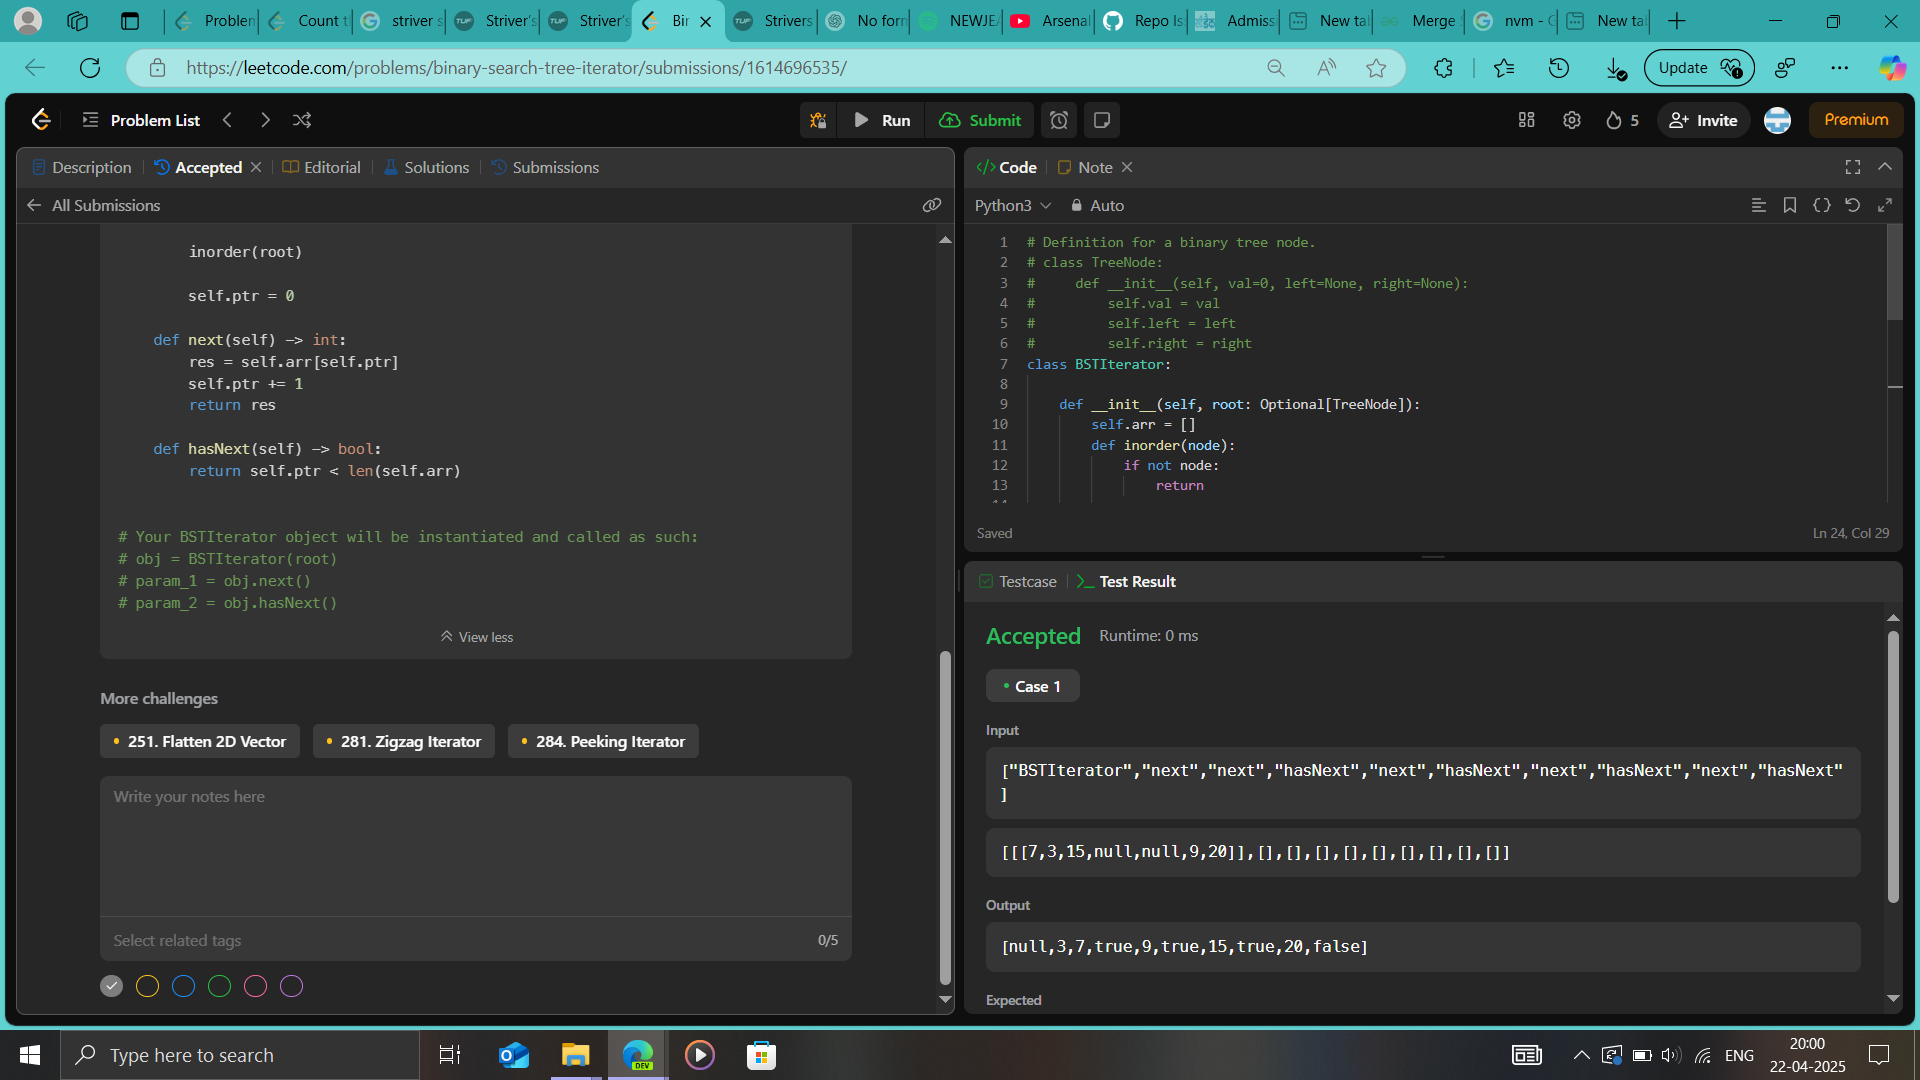 Problem
Count t
striver s
Striver's
Striver's
Bir
Strivers
No forn
NEWJEA
Arsenal
Repo Is
Admiss
New tab
Merge S
nvm - G
New tab
https://leetcode.com/problems/binary-search-tree-iterator/submissions/1614696535/
Update
Problem List
Run
Submit
5
Invite
Premium
Description
Accepted
Editorial
Solutions
Submissions
All Submissions
inorder(root)
self.ptr = 0
def next(self) -> int:
res = self.arr[self.ptr]
self.ptr += 1
return res
def hasNext(self) -> bool:
return self.ptr < len(self.arr)
# Your BSTIterator object will be instantiated and called as such:
# obj = BSTIterator(root)
# param_1 = obj.next()
# param_2 = obj.hasNext()
View less
More challenges
251. Flatten 2D Vector
281. Zigzag Iterator
284. Peeking Iterator
Write your notes here
Select related tags
0/5
Code
Note
Python3
Auto
1 # Definition for a binary tree node.
2 # class TreeNode:
3 #     def __init__(self, val=0, left=None, right=None):
4 #         self.val = val
5 #         self.left = left
6 #         self.right = right
7 class BSTIterator:
8
9     def __init__(self, root: Optional[TreeNode]):
10         self.arr = []
11         def inorder(node):
12             if not node:
13                 return
Saved
Ln 24, Col 29
Testcase
Test Result
Accepted
Runtime: 0 ms
Case 1
Input
["BSTIterator","next","next","hasNext","next","hasNext","next","hasNext","next","hasNext"
]
[[[7,3,15,null,null,9,20]],[],[],[],[],[],[],[],[],[]]
Output
[null,3,7,true,9,true,15,true,20,false]
Expected
Type here to search
DEV
ENG
20:00
22-04-2025